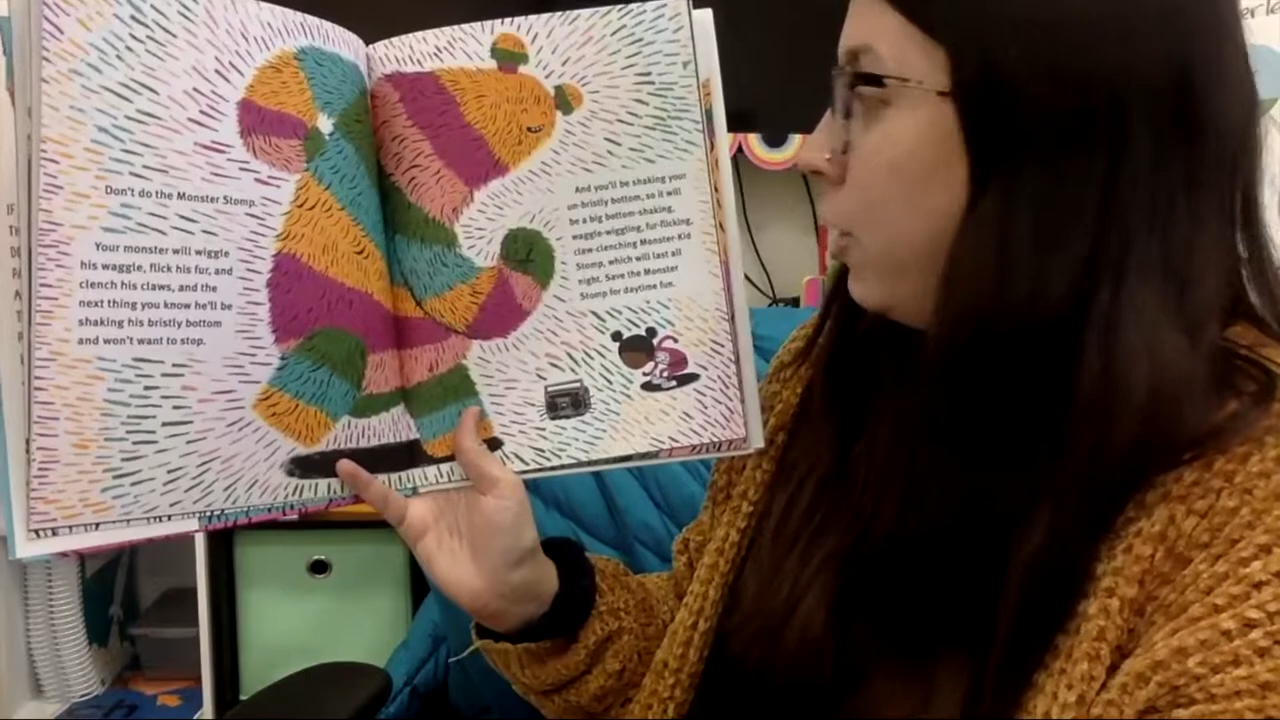 Don't do the Monster Stomp.
Your monster will wiggle
his waggle, flick his fur, and
clench his claws, and the
next thing you know he'll be
shaking his bristly bottom
and won't want to stop.
And you'll be shaking your
un-bristly bottom, so it will
be a big bottom-shaking,
waggle-wiggling, fur-flicking,
claw-clenching Monster-Kid
Stomp, which will last all
night. Save the Monster
Stomp for daytime fun.